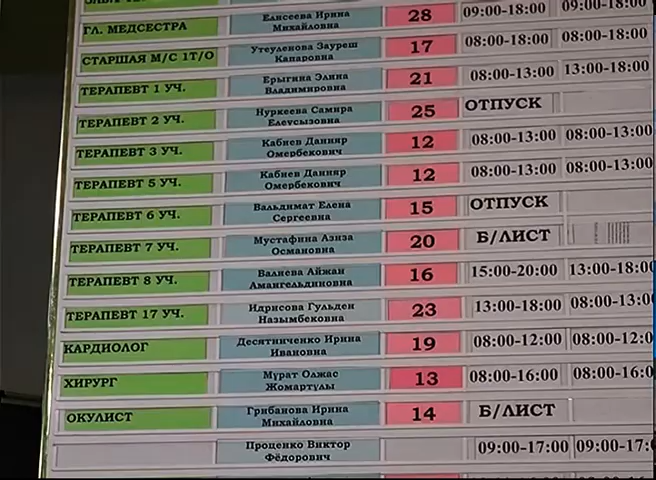 Елисеева Ирина
ГЛ. МЕДСЕСТРА 28 09:00-18:00 09:00-18:00
Михайловна
Утеуленова Зауреш
СТАРШАЯ М/С 1Т/О 17 08:00-18:00 08:00-18:00
Капаровна
Ерыгина Элина
ТЕРАПЕВТ 1 УЧ. 21 08:00-13:00 13:00-18:00
Владимировна
Нуркеева Самира
ТЕРАПЕВТ 2 УЧ. 25 ОТПУСК
Елеусызовна
Кабиев Данияр
ТЕРАПЕВТ 3 УЧ. 12 08:00-13:00 08:00-13:00
Омербекович
Кабиев Данияр
ТЕРАПЕВТ 5 УЧ. 12 08:00-13:00 08:00-13:00
Омербекович
Вальдимат Елена
ТЕРАПЕВТ 6 УЧ. 15 ОТПУСК
Сергеевна
Мустафина Азиза
ТЕРАПЕВТ 7 УЧ. 20 Б/ЛИСТ
Османовна
Валиева Айжан
ТЕРАПЕВТ 8 УЧ. 16 15:00-20:00 13:00-18:00
Амангельдиновна
Идрисова Гульден
ТЕРАПЕВТ 17 УЧ. 23 13:00-18:00 08:00-13:00
Назымбековна
Десятниченко Ирина
КАРДИОЛОГ 19 08:00-12:00 08:00-12:0
Ивановна
Мұрат Олжас
ХИРУРГ 13 08:00-16:00 08:00-16:0
Жомартұлы
Грибанова Ирина
ОКУЛИСТ 14 Б/ЛИСТ
Михайловна
Проценко Виктор
09:00-17:00 09:00-17:
Фёдорович